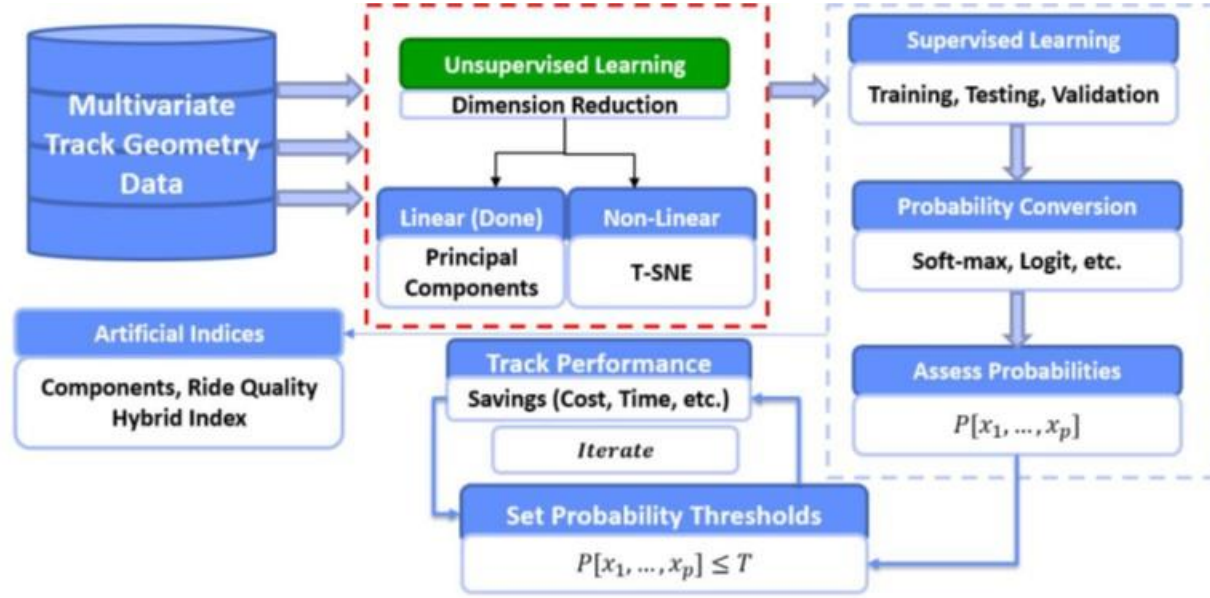 Multivariate
Track Geometry
Data
Unsupervised Learning
Dimension Reduction
Linear (Done)
Principal
Components
Non-Linear
T-SNE
Supervised Learning
Training, Testing, Validation
Probability Conversion
Soft-max, Logit, etc.
Assess Probabilities
P[x₁, …, xₚ]
Artificial Indices
Components, Ride Quality
Hybrid Index
Track Performance
Savings (Cost, Time, etc.)
Iterate
Set Probability Thresholds
P[x₁, …, xₚ] ≤ T